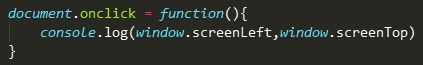 document.onclick = function(){
    console.log(window.screenLeft,window.screenTop)
}